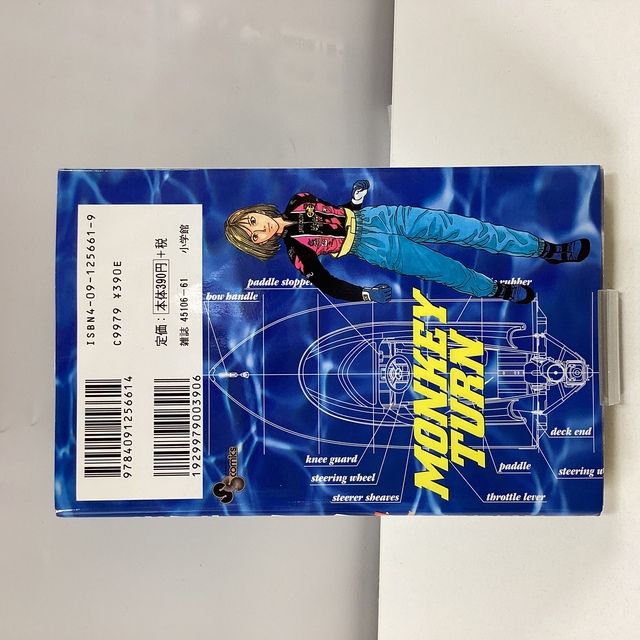 ISBN4-09-125661-9
C9979 ¥390E
定価：本体390円+税
雑誌 45106-61 小学館
9784091256614
1929979003906
paddle stopper
bow handle
rubber
MONKEY
TURN
deck end
knee guard
paddle
steering wheel
steering w
steerer sheaves
throttle lever
comics